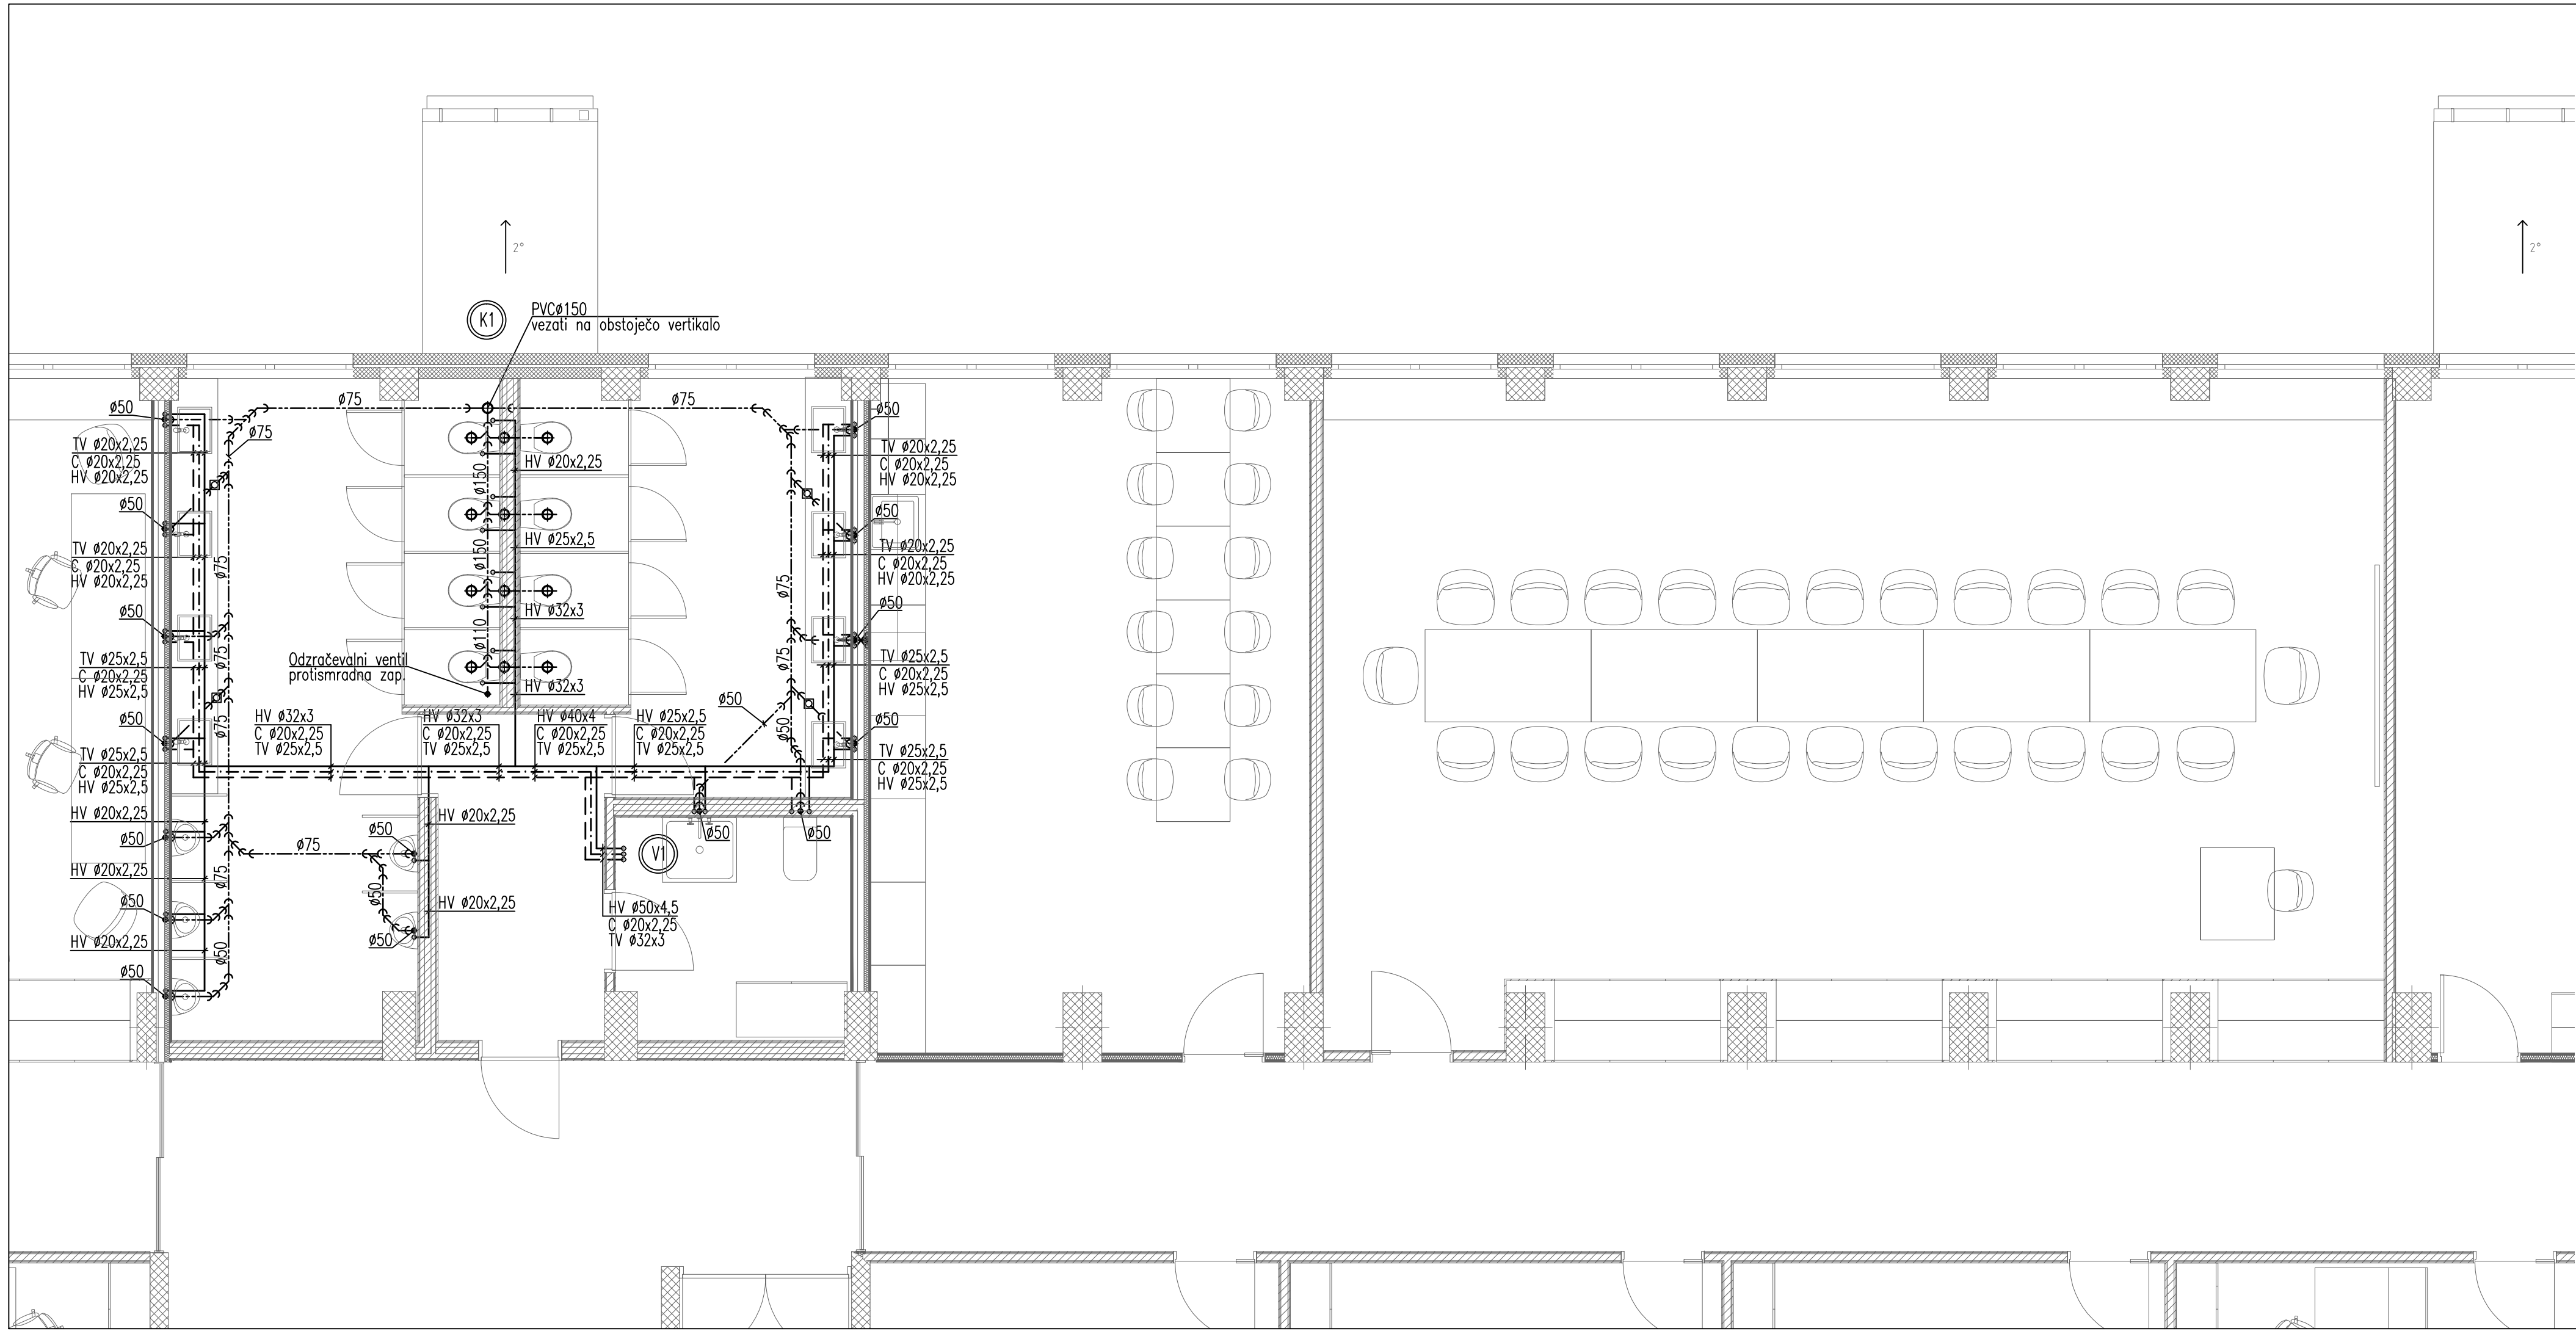 2°
2°
K1
PVCø150
vezati na obstoječo vertikalo
ø75
ø75
ø50
ø50
ø75
TV ø20x2,25
C ø20x2,25
HV ø20x2,25
TV ø20x2,25
C ø20x2,25
HV ø20x2,25
HV ø20x2,25
ø150
ø50
ø50
TV ø20x2,25
C ø20x2,25
HV ø20x2,25
HV ø25x2,5
ø150
TV ø20x2,25
C ø20x2,25
HV ø20x2,25
ø75
ø75
ø50
ø50
HV ø32x3
ø110
Odzračevalni ventil
protismradna zap.
TV ø25x2,5
C ø20x2,25
HV ø25x2,5
ø75
ø75
TV ø25x2,5
C ø20x2,25
HV ø25x2,5
HV ø32x3
ø50
ø50
ø75
HV ø32x3
C ø20x2,25
TV ø25x2,5
HV ø32x3
C ø20x2,25
TV ø25x2,5
HV ø40x4
C ø20x2,25
TV ø25x2,5
HV ø25x2,5
C ø20x2,25
TV ø25x2,5
ø50
ø50
TV ø25x2,5
C ø20x2,25
HV ø25x2,5
TV ø25x2,5
C ø20x2,25
HV ø25x2,5
HV ø20x2,25
HV ø20x2,25
ø50
ø50
ø50
ø50
ø75
V1
HV ø20x2,25
ø75
ø50
ø50
HV ø20x2,25
HV ø50x4,5
C ø20x2,25
TV ø32x3
HV ø20x2,25
ø50
ø50
ø50